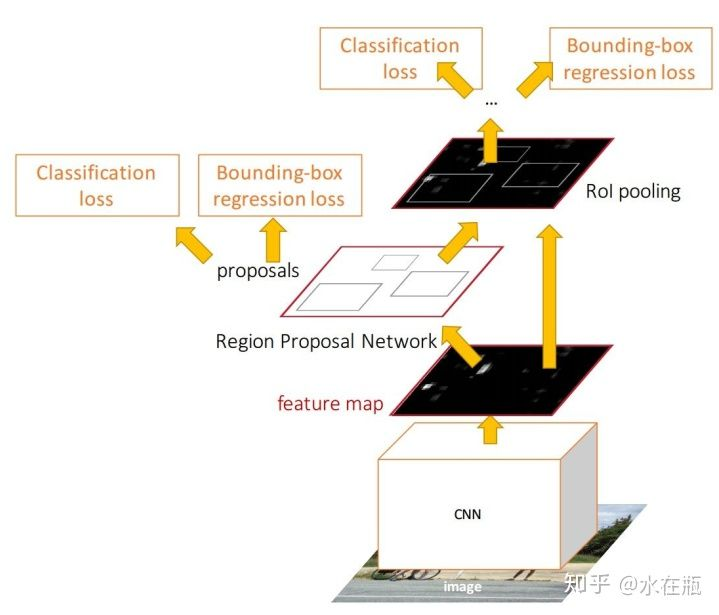 Classification
loss
Bounding-box
regression loss
...
Classification
loss
Bounding-box
regression loss
RoI pooling
proposals
Region Proposal Network
feature map
CNN
image
知乎 @水在瓶